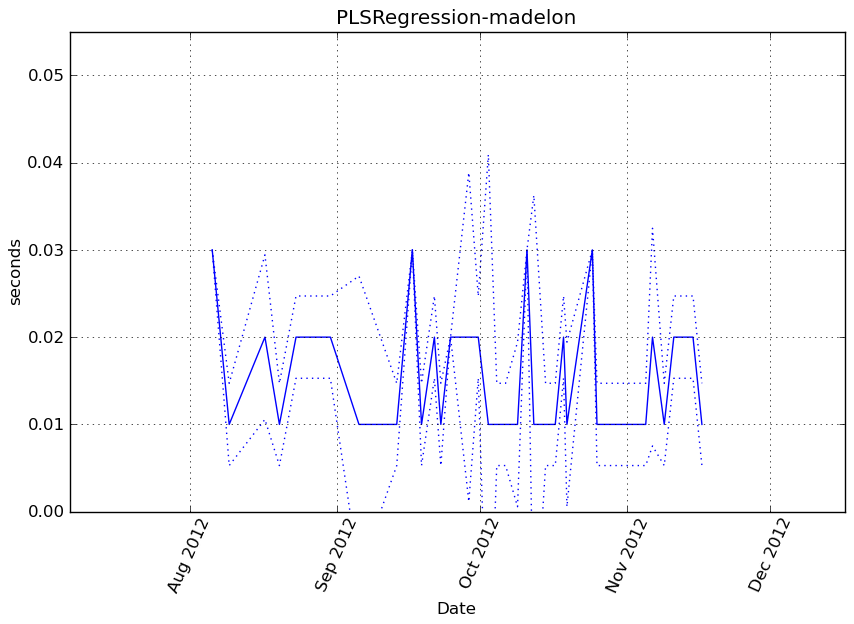 PLSRegression-madelon
0.05
0.04
0.03
0.02
0.01
0.00
seconds
Aug 2012
Sep 2012
Oct 2012
Nov 2012
Dec 2012
Date